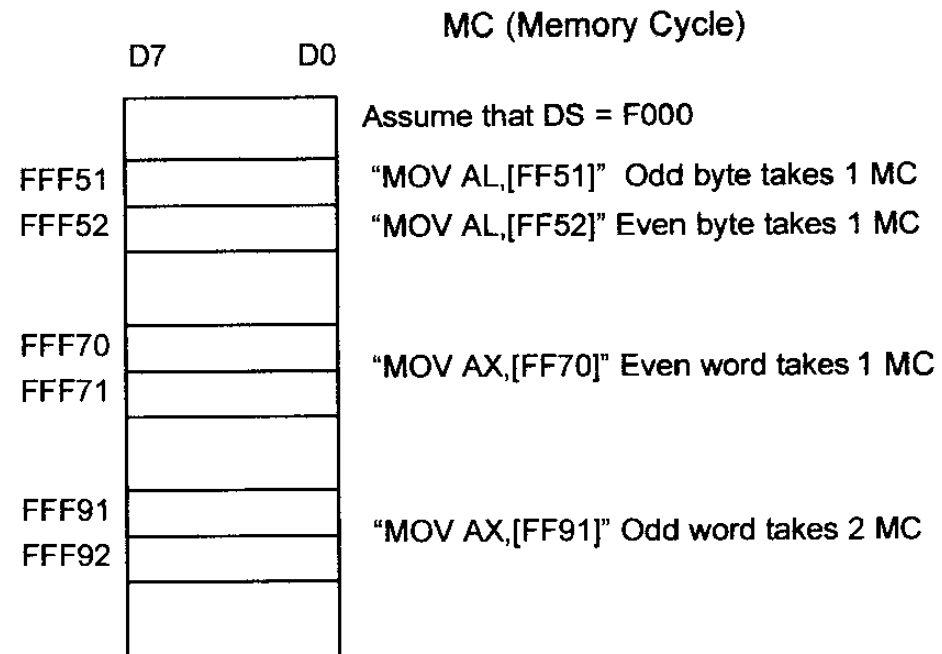 MC (Memory Cycle)
D7 D0
Assume that DS = F000
FFF51 “MOV AL,[FF51]” Odd byte takes 1 MC
FFF52 “MOV AL,[FF52]” Even byte takes 1 MC
FFF70
“MOV AX,[FF70]” Even word takes 1 MC
FFF71
FFF91
“MOV AX,[FF91]” Odd word takes 2 MC
FFF92